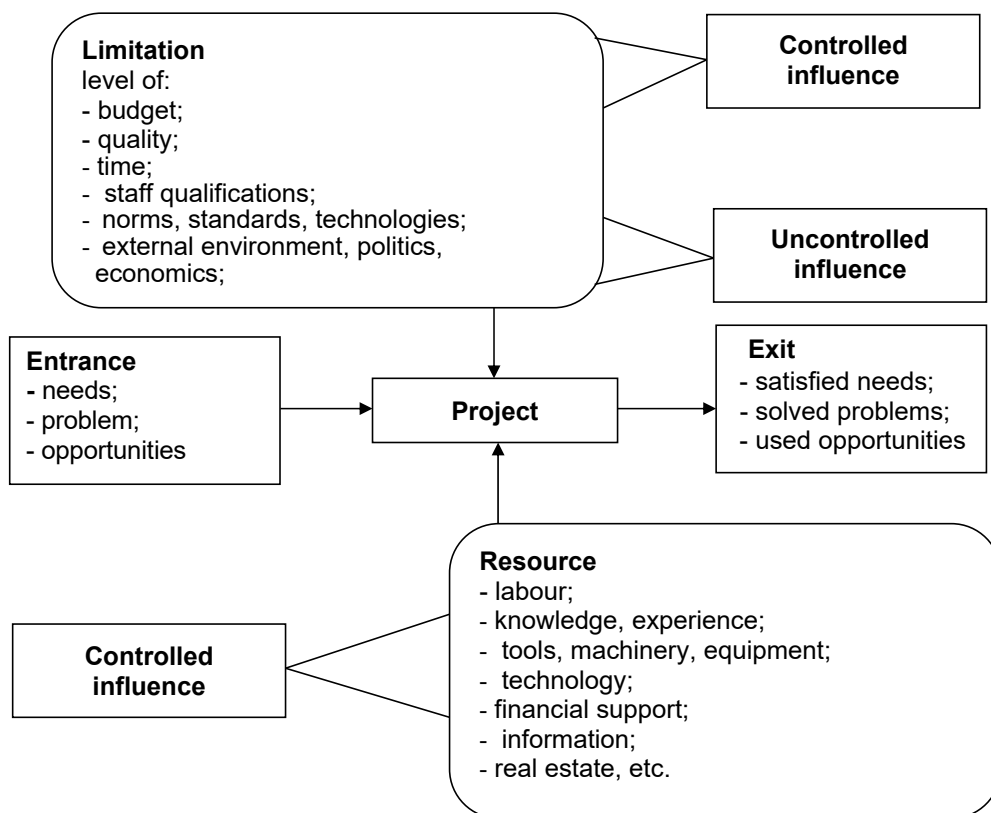 Limitation
level of:
- budget;
- quality;
- time;
- staff qualifications;
- norms, standards, technologies;
- external environment, politics,
economics;
Controlled
influence
Uncontrolled
influence
Entrance
- needs;
- problem;
- opportunities
Project
Exit
- satisfied needs;
- solved problems;
- used opportunities
Controlled
influence
Resource
- labour;
- knowledge, experience;
- tools, machinery, equipment;
- technology;
- financial support;
- information;
- real estate, etc.